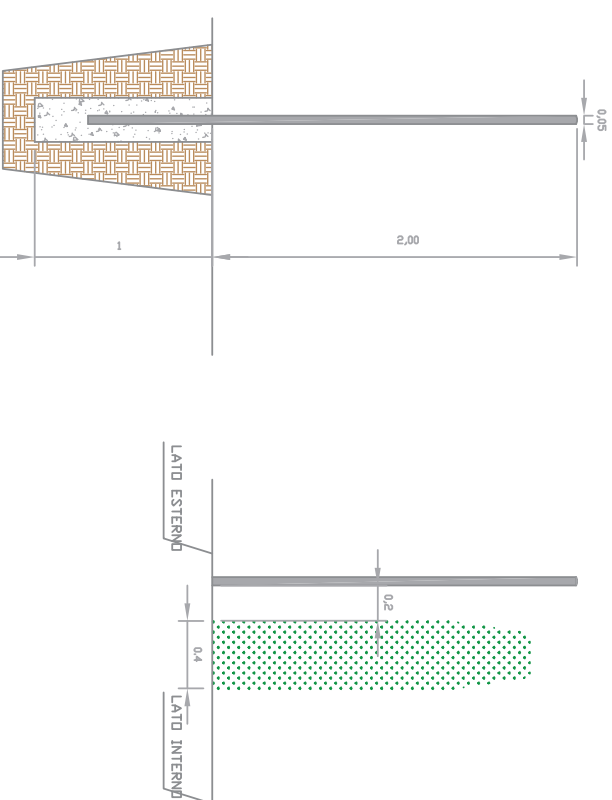 0,05
2,00
1
LATO ESTERNO
0,2
0.4
LATO INTERNO